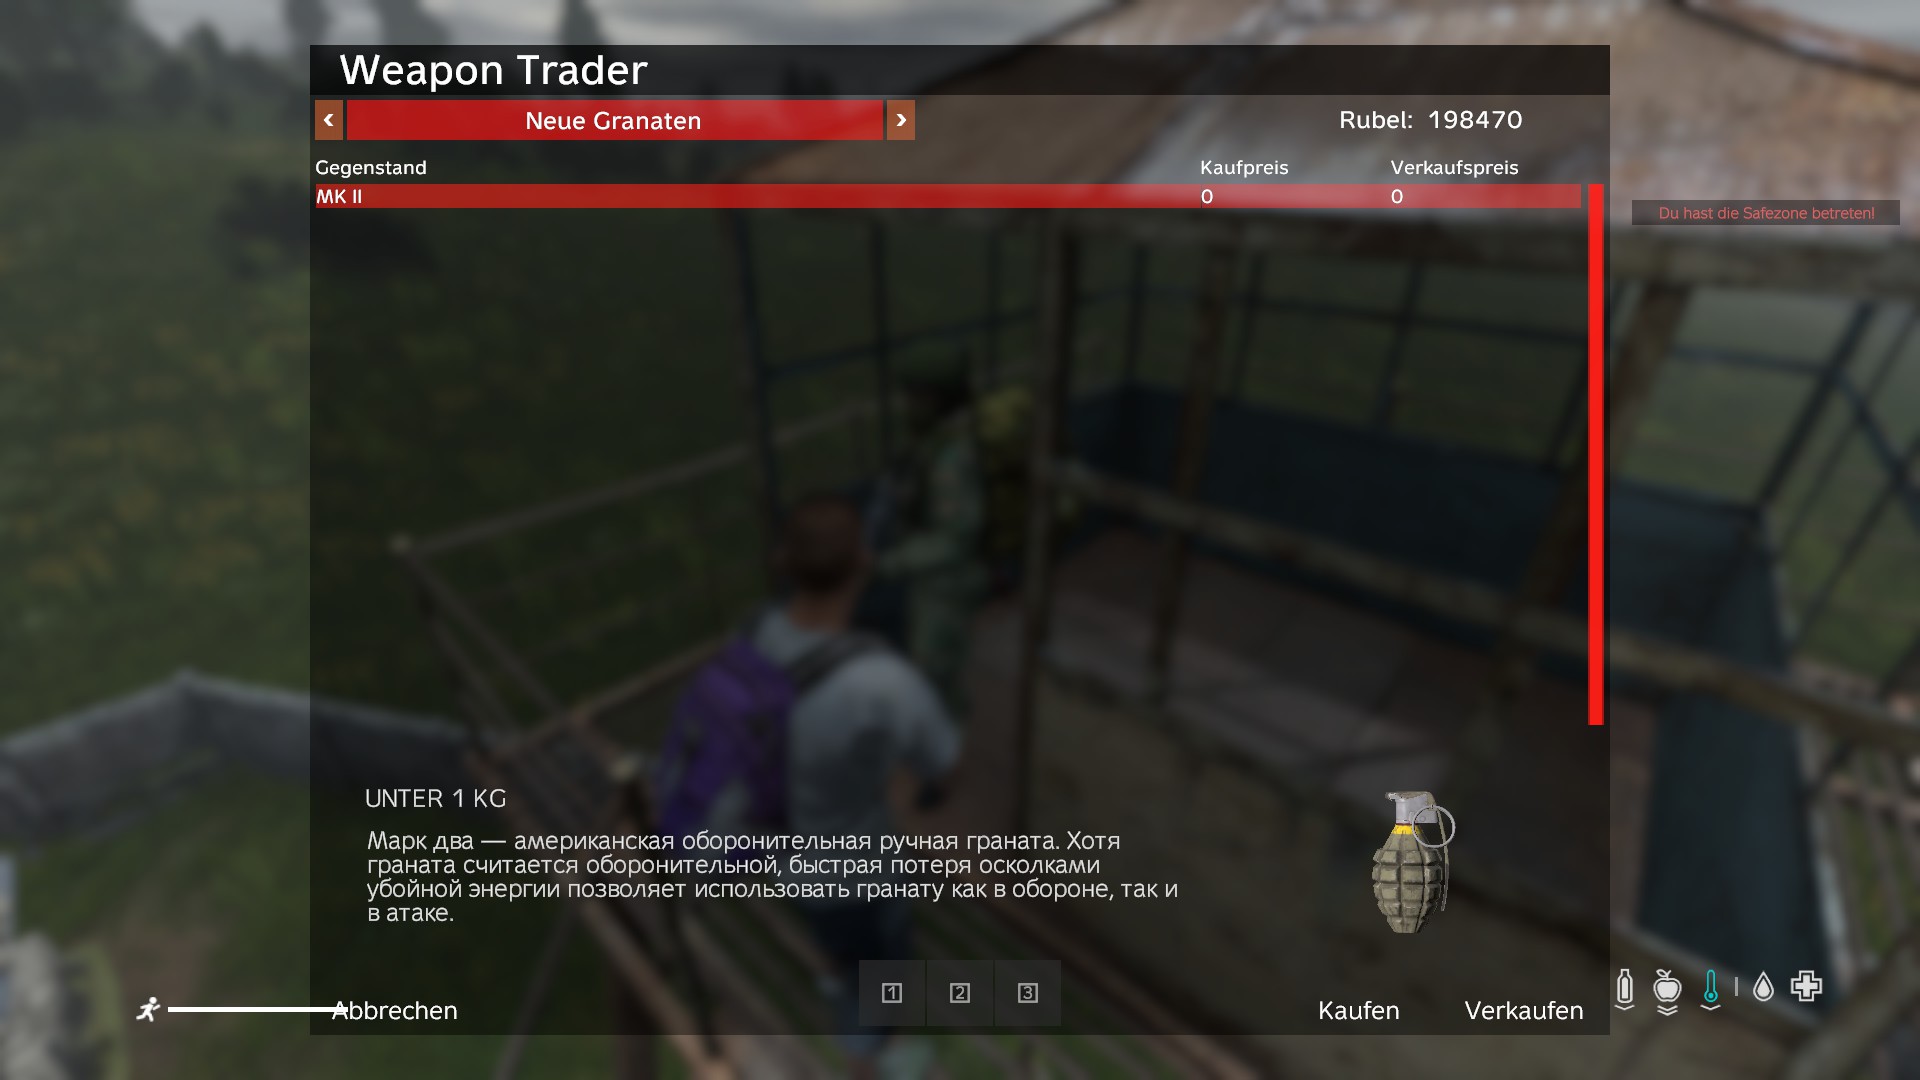 Weapon Trader
Neue Granaten
Rubel: 198470
Gegenstand Kaufpreis Verkaufspreis
MK II 0 0
Du hast die Safezone betreten!
UNTER 1 KG
Марк два — американская оборонительная ручная граната. Хотя
граната считается оборонительной, быстрая потеря осколками
убойной энергии позволяет использовать гранату как в обороне, так и
в атаке.
1 2 3
Abbrechen Kaufen Verkaufen